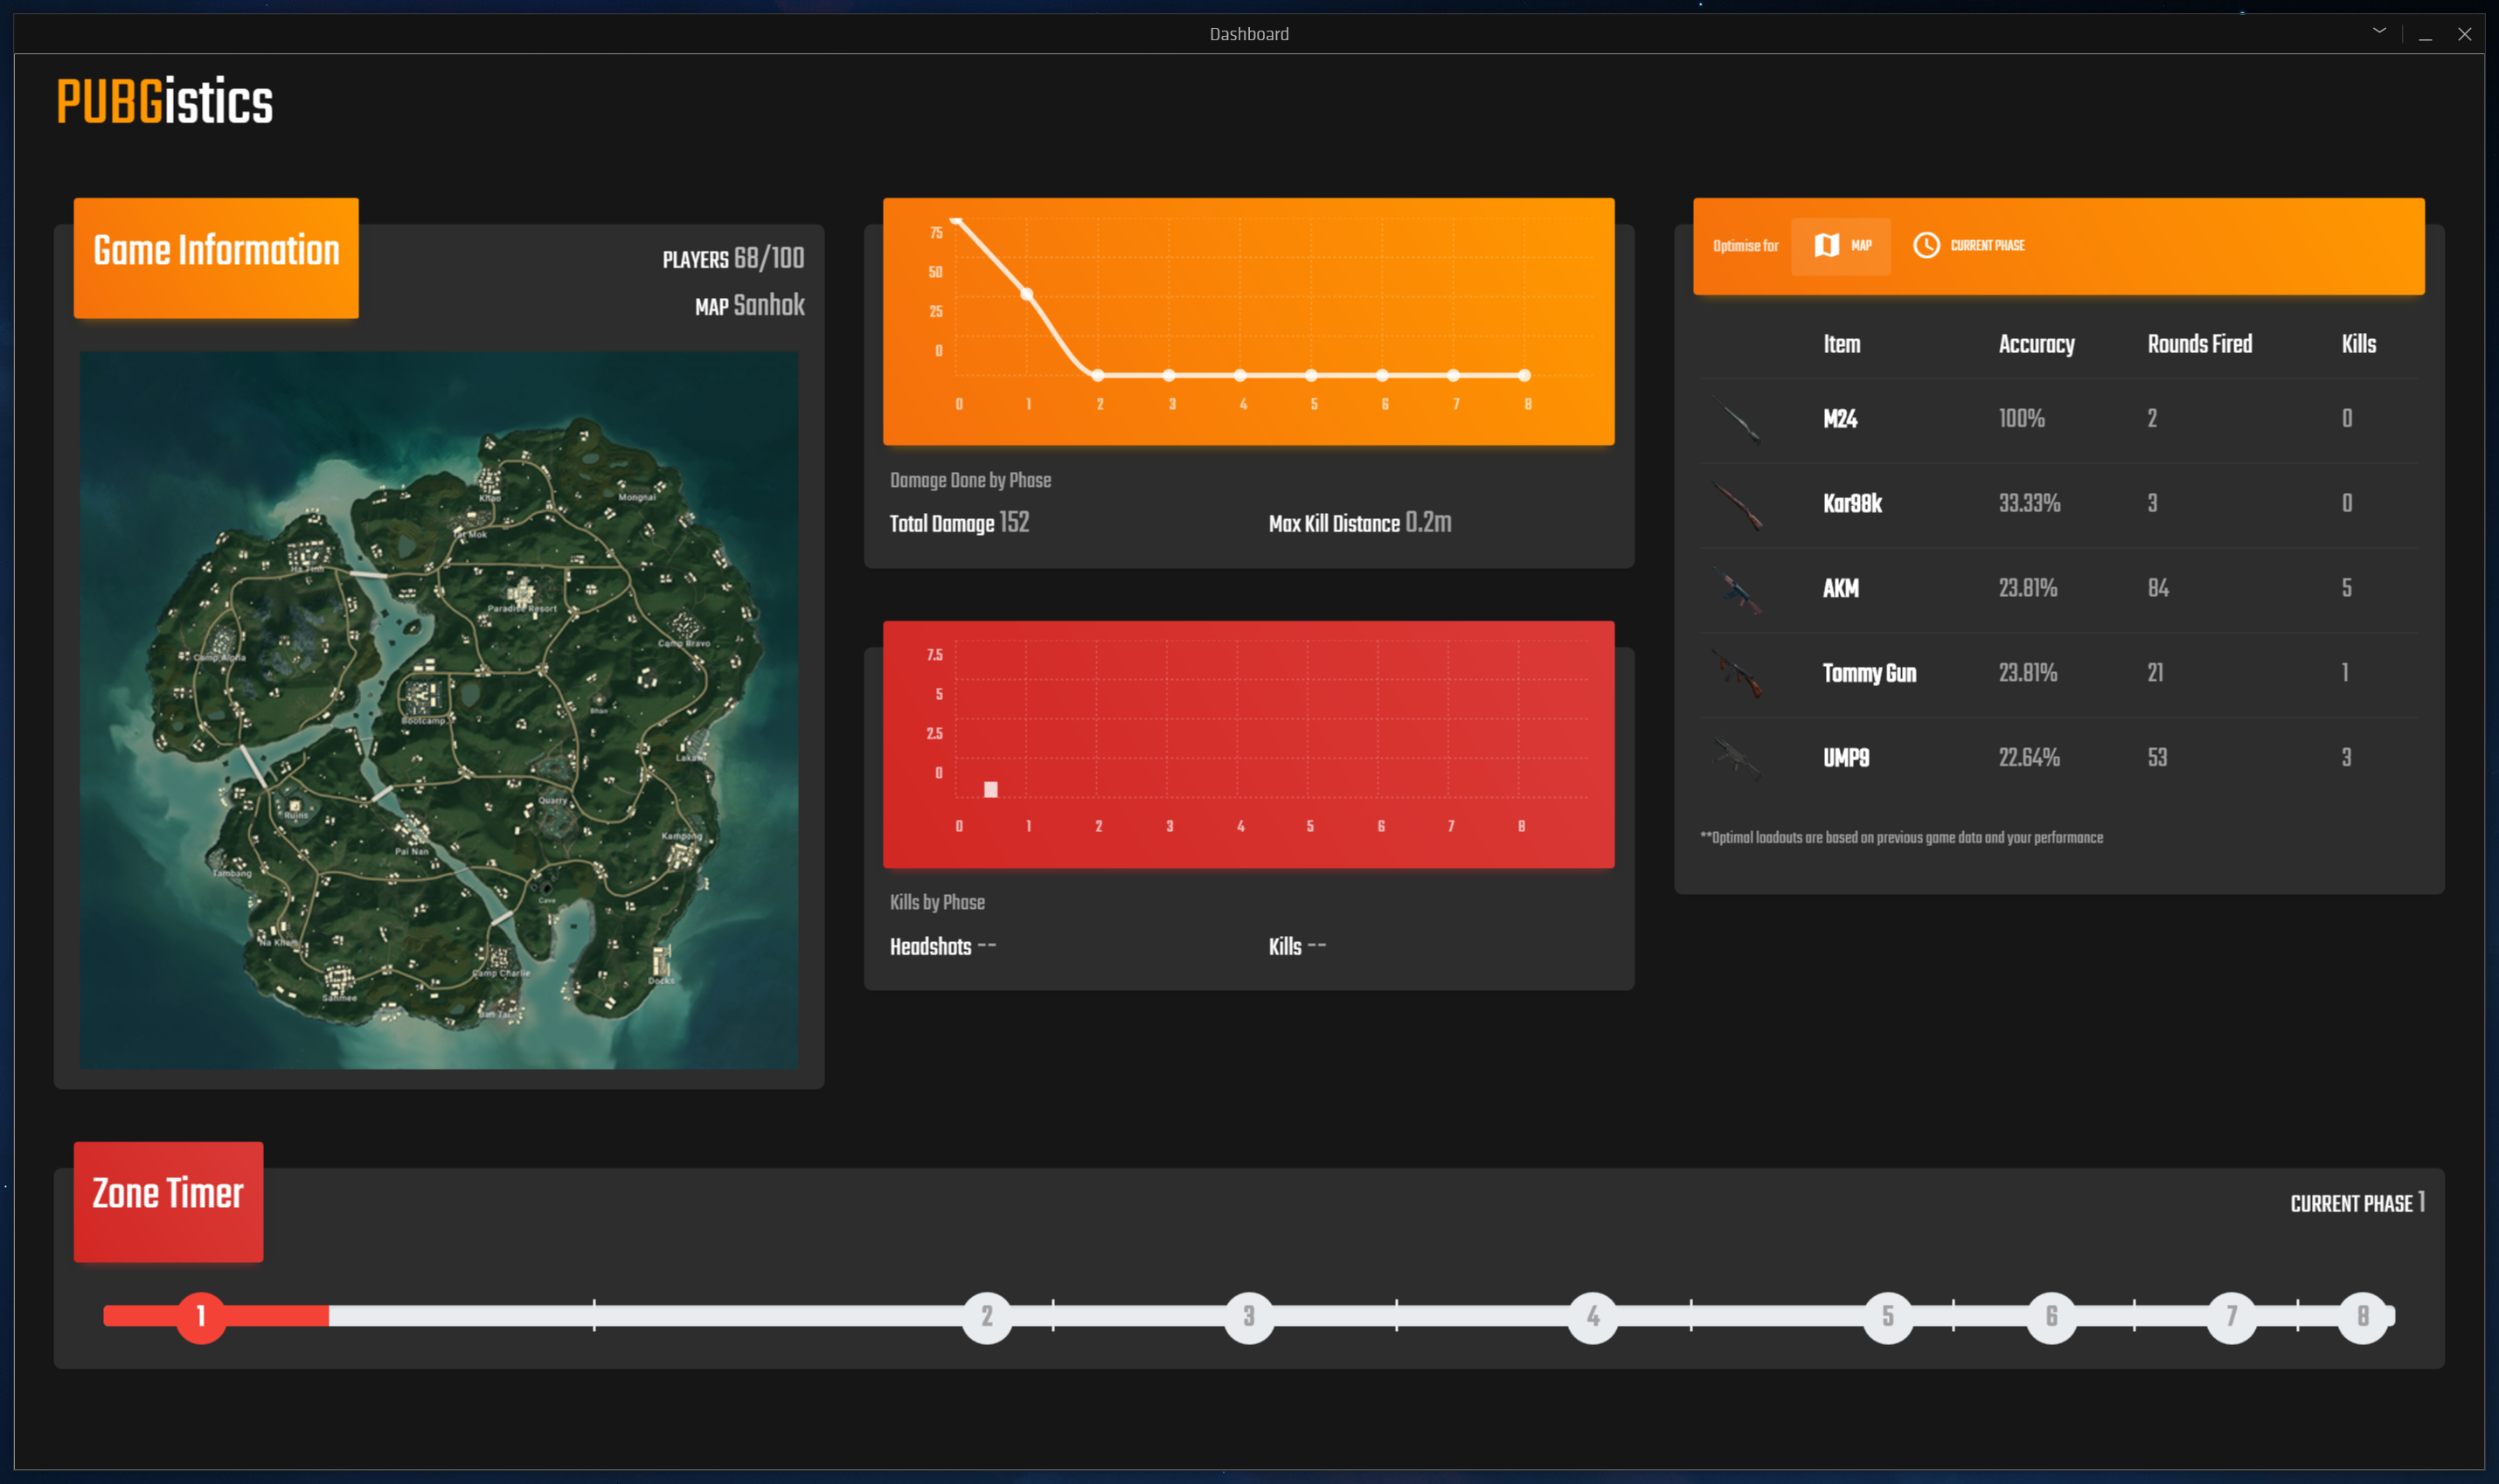 Dashboard
PUBGistics
Game Information
PLAYERS 68/100
MAP Sanhok
Khao
Mongnai
Tat Mok
Ha Tinh
Paradise Resort
Camp Bravo
Camp Alpha
Bootcamp
Bhan
Lakawi
Quarry
Ruins
Kampong
Pai Nan
Tambang
Cave
Na Kham
Camp Charlie
Docks
Sahmee
Ban Tai
75
50
25
0
0 1 2 3 4 5 6 7 8
Damage Done by Phase
Total Damage 152 Max Kill Distance 0.2m
7.5
5
2.5
0
0 1 2 3 4 5 6 7 8
Kills by Phase
Headshots -- Kills --
Optimise for MAP CURRENT PHASE
Item Accuracy Rounds Fired Kills
M24 100% 2 0
Kar98k 33.33% 3 0
AKM 23.81% 84 5
Tommy Gun 23.81% 21 1
UMP9 22.64% 53 3
**Optimal loadouts are based on previous game data and your performance
Zone Timer
CURRENT PHASE 1
1 2 3 4 5 6 7 8